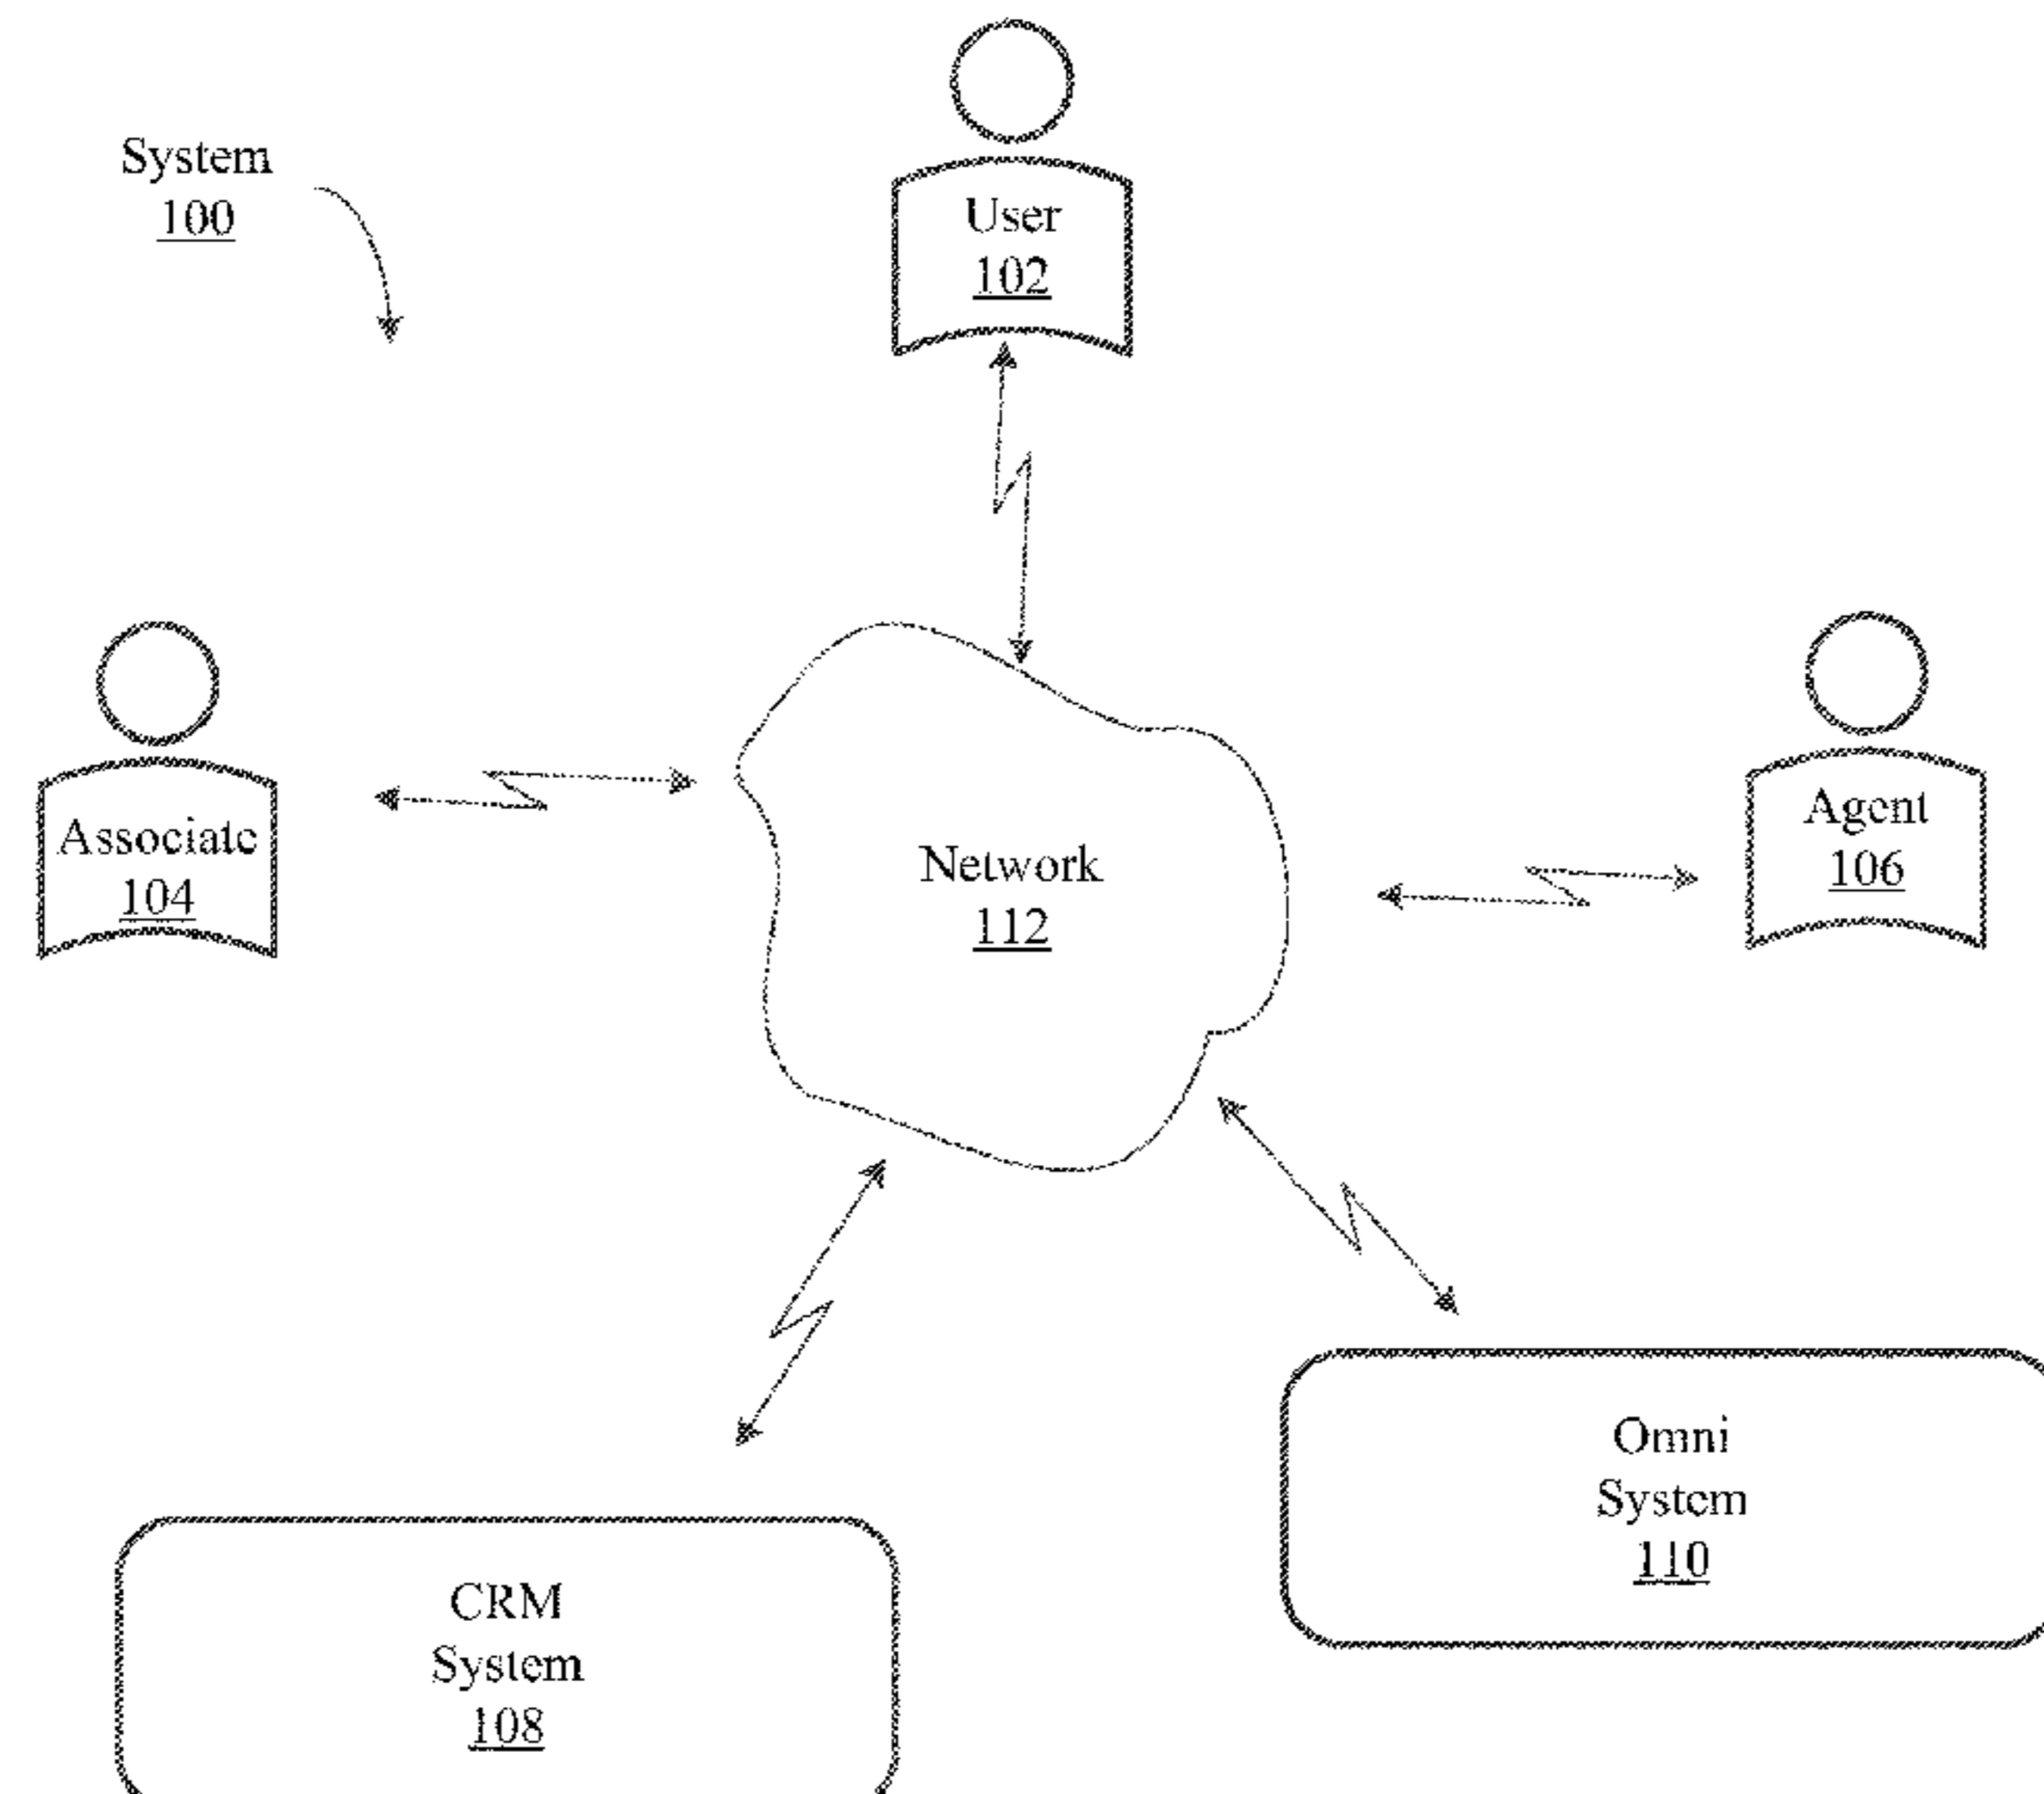 System
100
User
102
Associate
104
Network
112
Agent
106
Omni
System
110
CRM
System
108